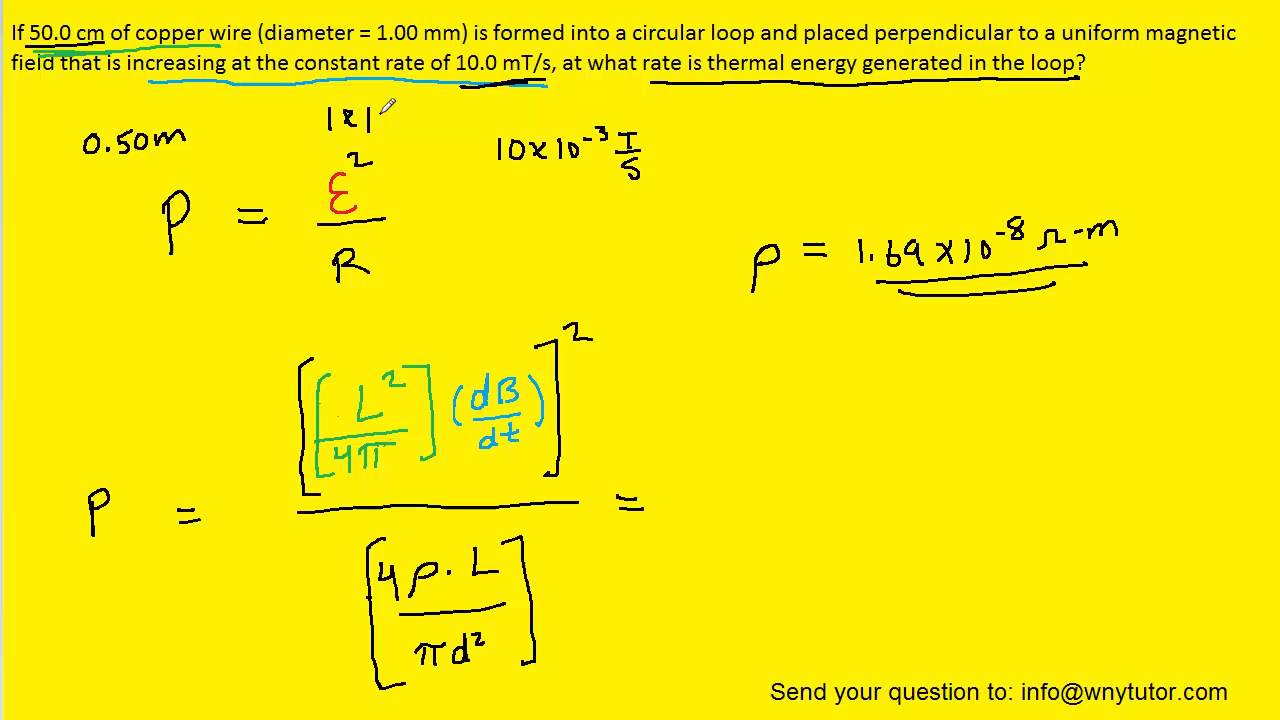 If 50.0 cm of copper wire (diameter = 1.00 mm) is formed into a circular loop and placed perpendicular to a uniform magnetic
field that is increasing at the constant rate of 10.0 mT/s, at what rate is thermal energy generated in the loop?
|ε|
0.50m
10×10⁻³ T/s
P = ε²/R
ρ = 1.69×10⁻⁸ Ω-m
P = [[L²/4π](dB/dt)]² / [4ρ·L/πd²] =
Send your question to: info@wnytutor.com